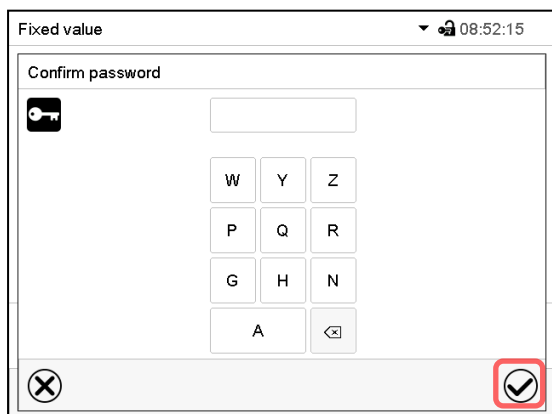 Fixed value 08:52:15
Confirm password
W Y Z
P Q R
G H N
A